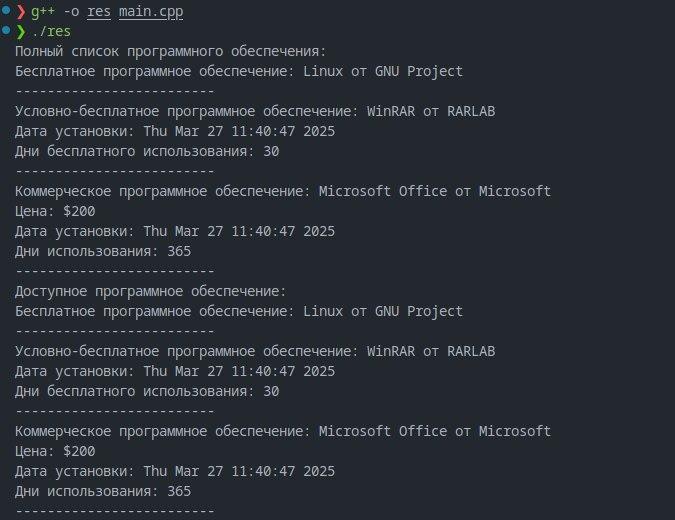 ❯ g++ -o res main.cpp
❯ ./res
Полный список программного обеспечения:
Бесплатное программное обеспечение: Linux от GNU Project
-------------------------
Условно-бесплатное программное обеспечение: WinRAR от RARLAB
Дата установки: Thu Mar 27 11:40:47 2025
Дни бесплатного использования: 30
-------------------------
Коммерческое программное обеспечение: Microsoft Office от Microsoft
Цена: $200
Дата установки: Thu Mar 27 11:40:47 2025
Дни использования: 365
-------------------------
Доступное программное обеспечение:
Бесплатное программное обеспечение: Linux от GNU Project
-------------------------
Условно-бесплатное программное обеспечение: WinRAR от RARLAB
Дата установки: Thu Mar 27 11:40:47 2025
Дни бесплатного использования: 30
-------------------------
Коммерческое программное обеспечение: Microsoft Office от Microsoft
Цена: $200
Дата установки: Thu Mar 27 11:40:47 2025
Дни использования: 365
-------------------------